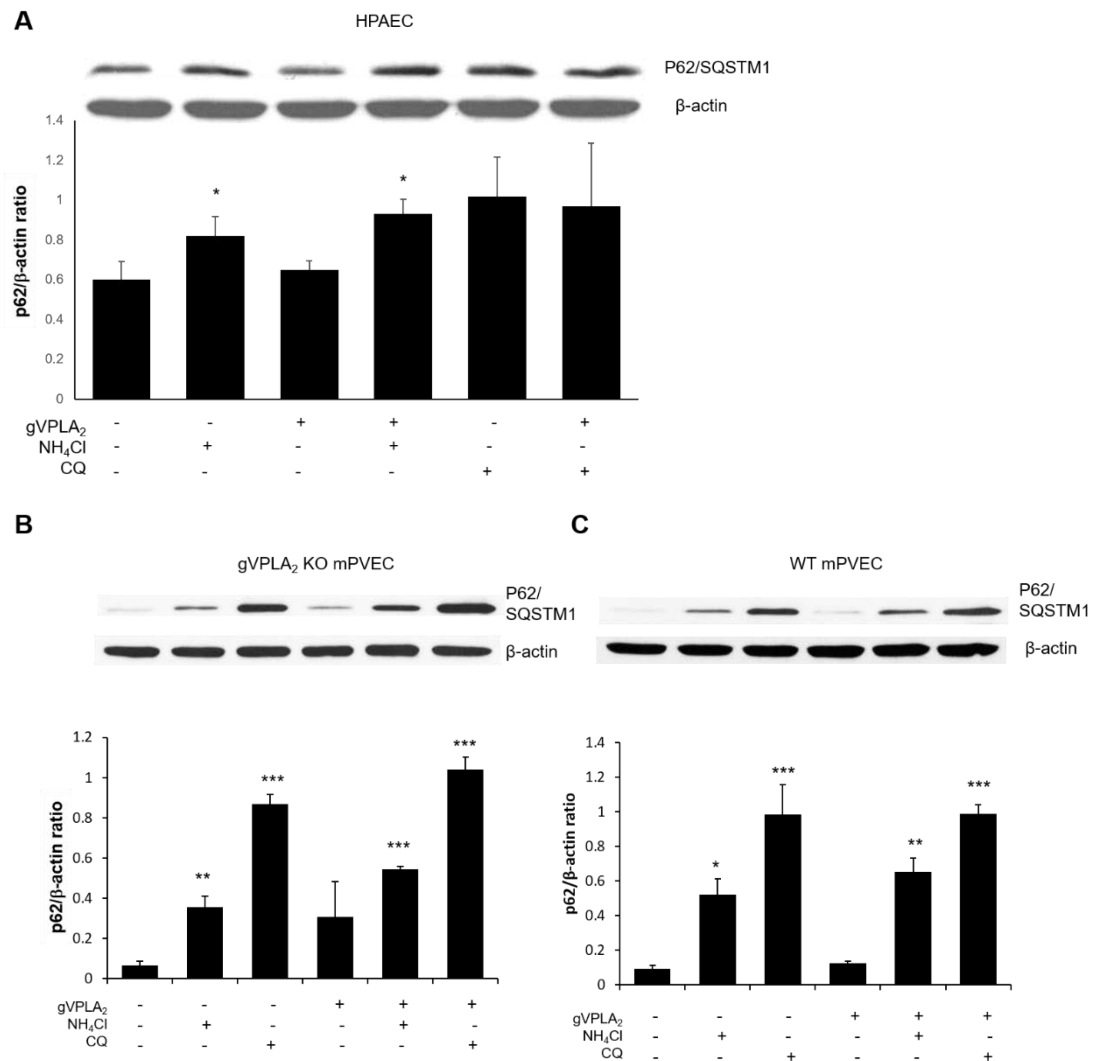 A
HPAEC
P62/SQSTM1
β-actin
1.4
1.2
1
0.8
0.6
0.4
0.2
0
p62/β-actin ratio
* *
gVPLA₂ - - + + - +
NH₄Cl - + - + - -
CQ - - - - + +
B
gVPLA₂ KO mPVEC
P62/
SQSTM1
β-actin
1.2
1
0.8
0.6
0.4
0.2
0
p62/β-actin ratio
** *** *** ***
gVPLA₂ - - - + + +
NH₄Cl - + - - + -
CQ - - + - - +
C
WT mPVEC
P62/
SQSTM1
β-actin
1.4
1.2
1
0.8
0.6
0.4
0.2
0
p62/β-actin ratio
* *** ** ***
gVPLA₂ - - - + + +
NH₄Cl - + - - + -
CQ - - + - - +